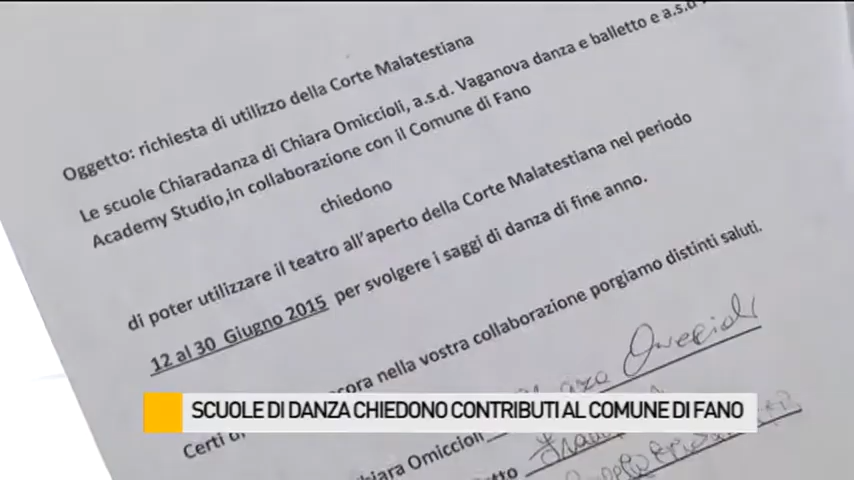 Oggetto: richiesta di utilizzo della Corte Malatestiana
Le scuole Chiaradanza di Chiara Omiccioli, a.s.d. Vaganova danza e balletto e a.s.d
Academy Studio,in collaborazione con il Comune di Fano
chiedono
di poter utilizzare il teatro all'aperto della Corte Malatestiana nel periodo
12 al 30 Giugno 2015 per svolgere i saggi di danza di fine anno.
Certi di ancora nella vostra collaborazione porgiamo distinti saluti.
SCUOLE DI DANZA CHIEDONO CONTRIBUTI AL COMUNE DI FANO
Chiara Omiccioli